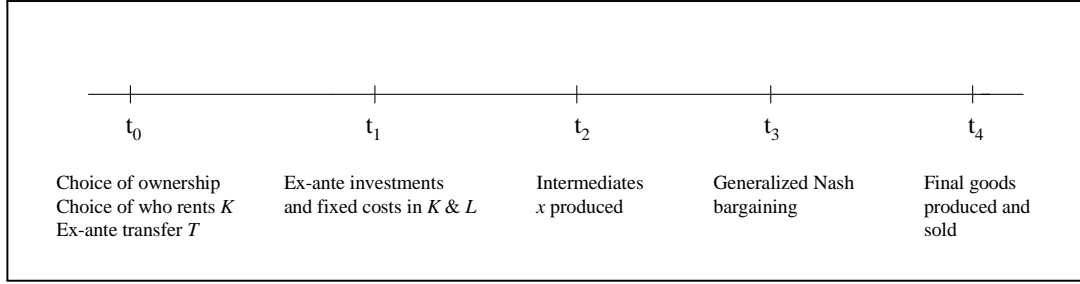 t0
t1
t2
t3
t4
Choice of ownership
Choice of who rents K
Ex-ante transfer T
Ex-ante investments
and fixed costs in K & L
Intermediates
x produced
Generalized Nash
bargaining
Final goods
produced and
sold